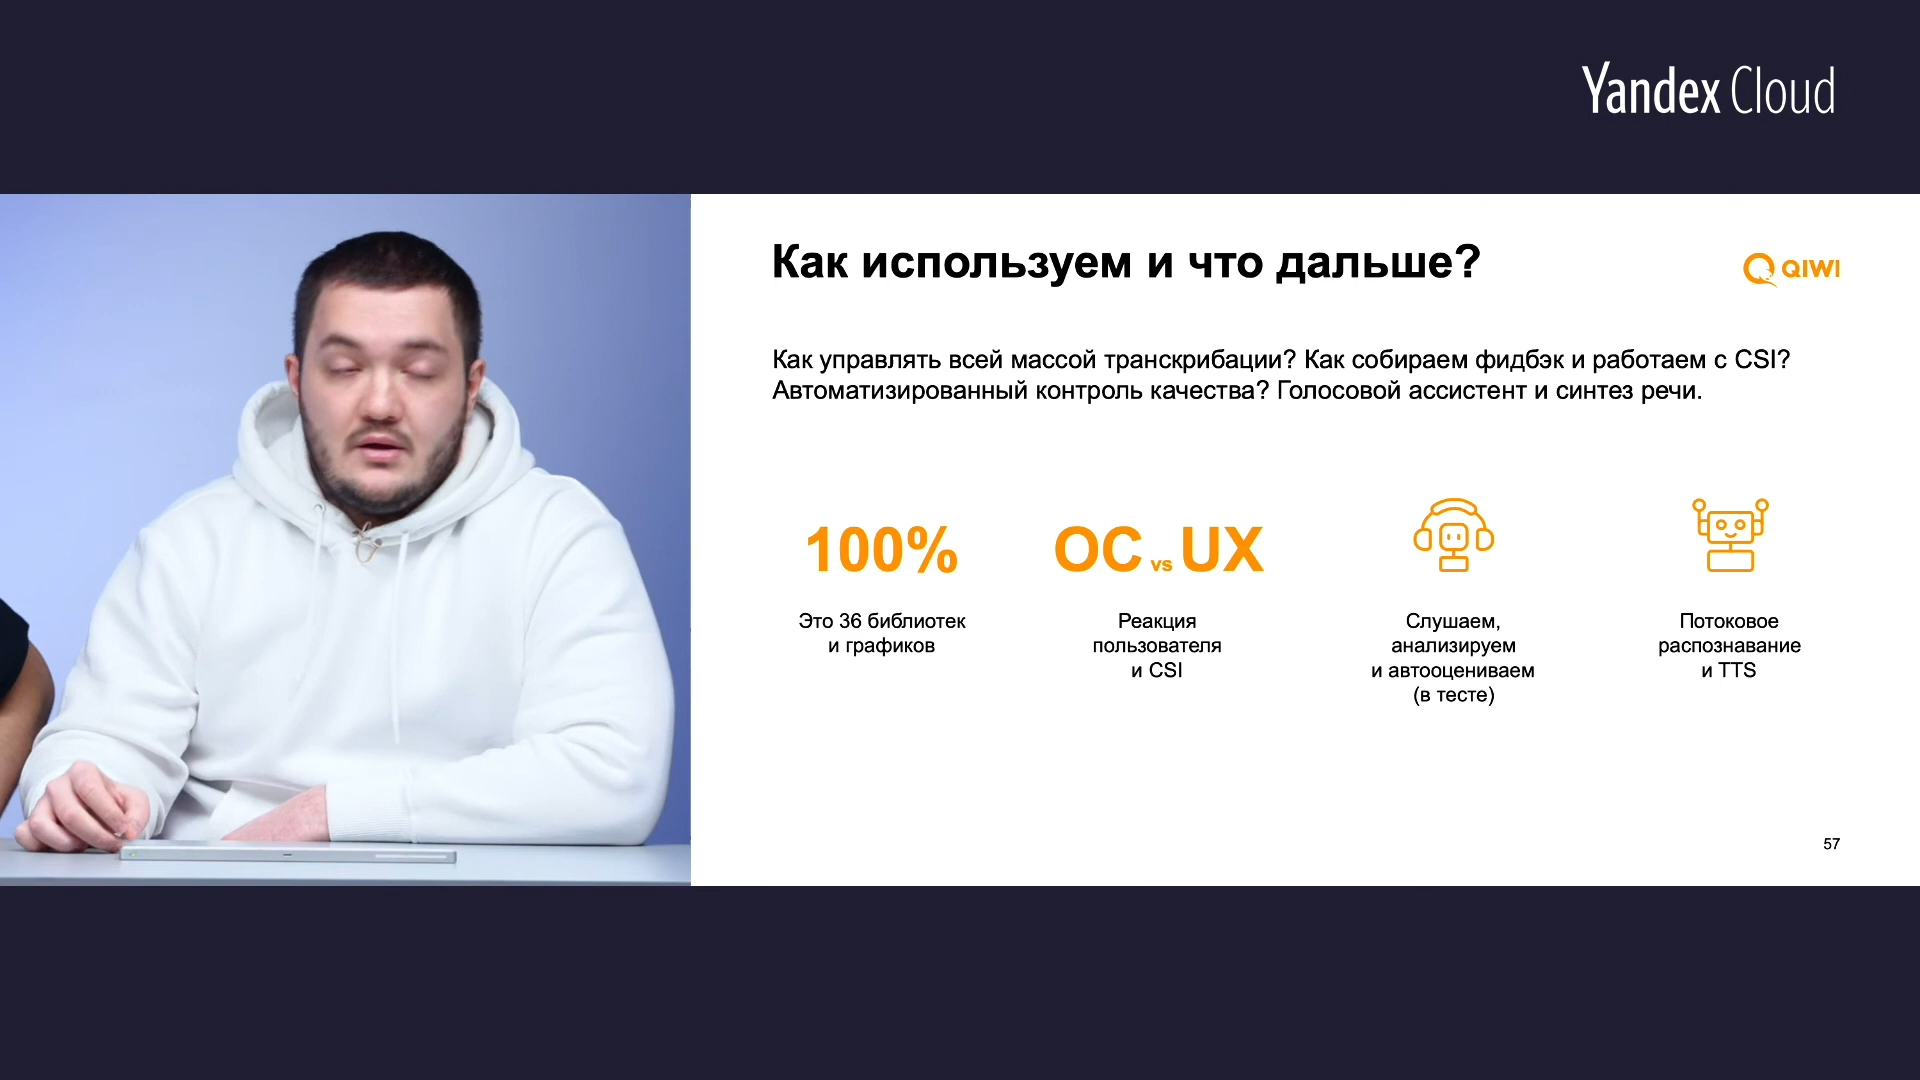 Yandex Cloud
Как используем и что дальше?
QIWI
Как управлять всей массой транскрибации? Как собираем фидбэк и работаем с CSI?
Автоматизированный контроль качества? Голосовой ассистент и синтез речи.
100%
Это 36 библиотек
и графиков
ОС vs UX
Реакция
пользователя
и CSI
Слушаем,
анализируем
и автооцениваем
(в тесте)
Потоковое
распознавание
и TTS
57